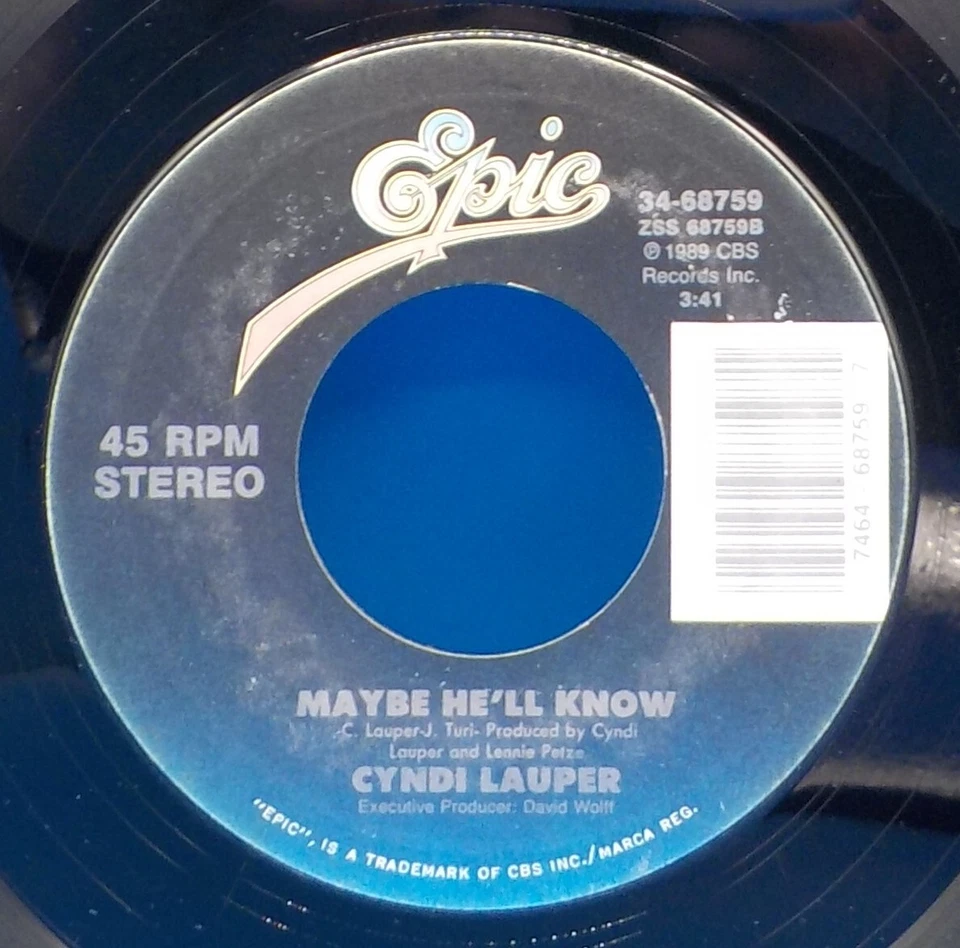 Epic
34-68759
ZSS 68759B
℗ 1989 CBS
Records Inc.
3:41
45 RPM
STEREO
7464 68759 7
MAYBE HE'LL KNOW
-C. Lauper-J. Turi- Produced by Cyndi
Lauper and Lennie Petze
CYNDI LAUPER
Executive Producer: David Wolff
"EPIC", IS A TRADEMARK OF CBS INC./MARCA REG.